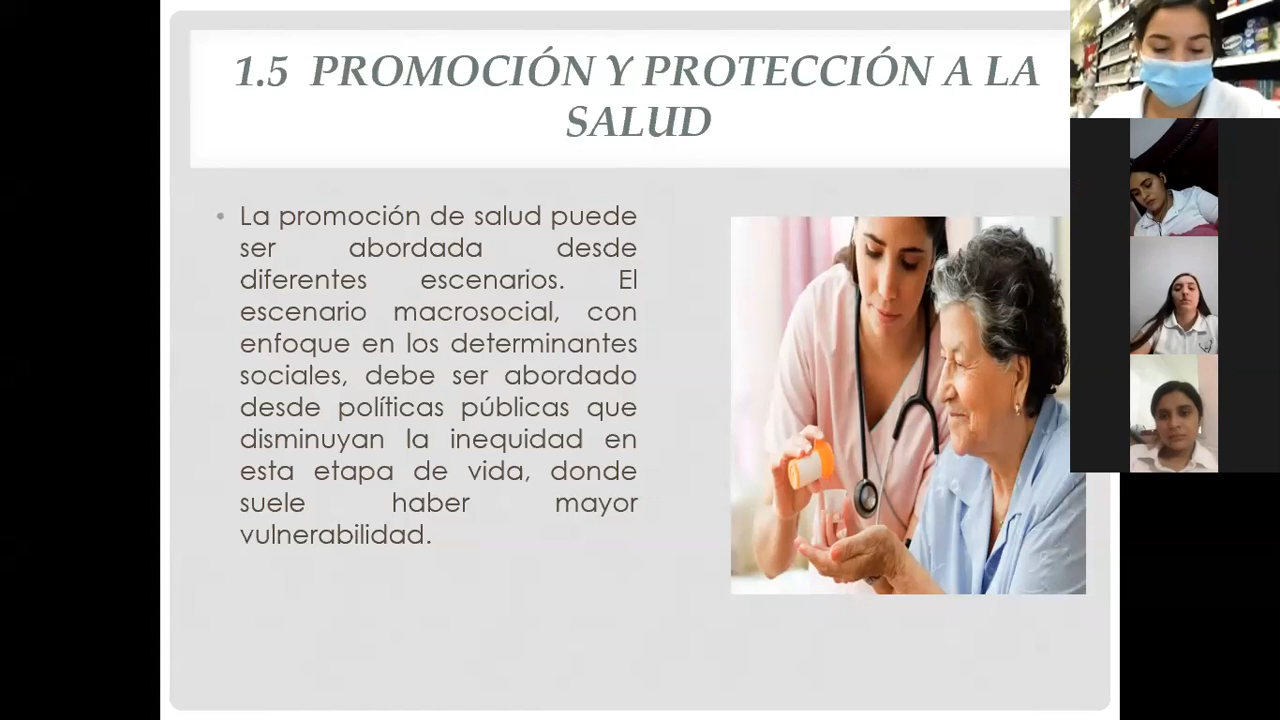 1.5 PROMOCIÓN Y PROTECCIÓN A LA
SALUD
• La promoción de salud puede
ser abordada desde
diferentes escenarios. El
escenario macrosocial, con
enfoque en los determinantes
sociales, debe ser abordado
desde políticas públicas que
disminuyan la inequidad en
esta etapa de vida, donde
suele haber mayor
vulnerabilidad.